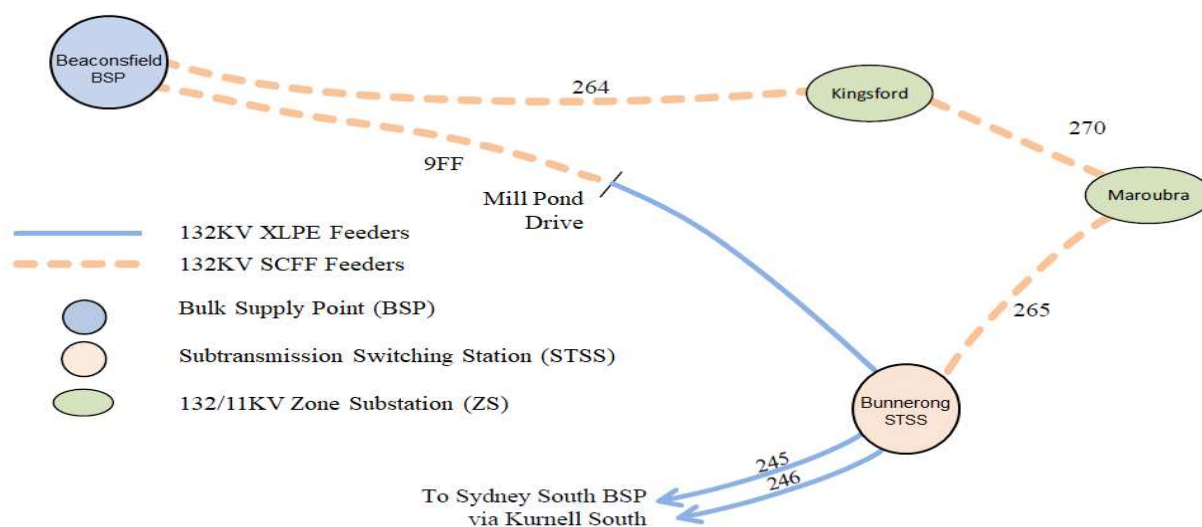 Beaconsfield
BSP
264
Kingsford
270
9FF
Mill Pond
Drive
Maroubra
132KV XLPE Feeders
132KV SCFF Feeders
Bulk Supply Point (BSP)
265
Subtransmission Switching Station (STSS)
132/11KV Zone Substation (ZS)
Bunnerong
STSS
245
246
To Sydney South BSP
via Kurnell South